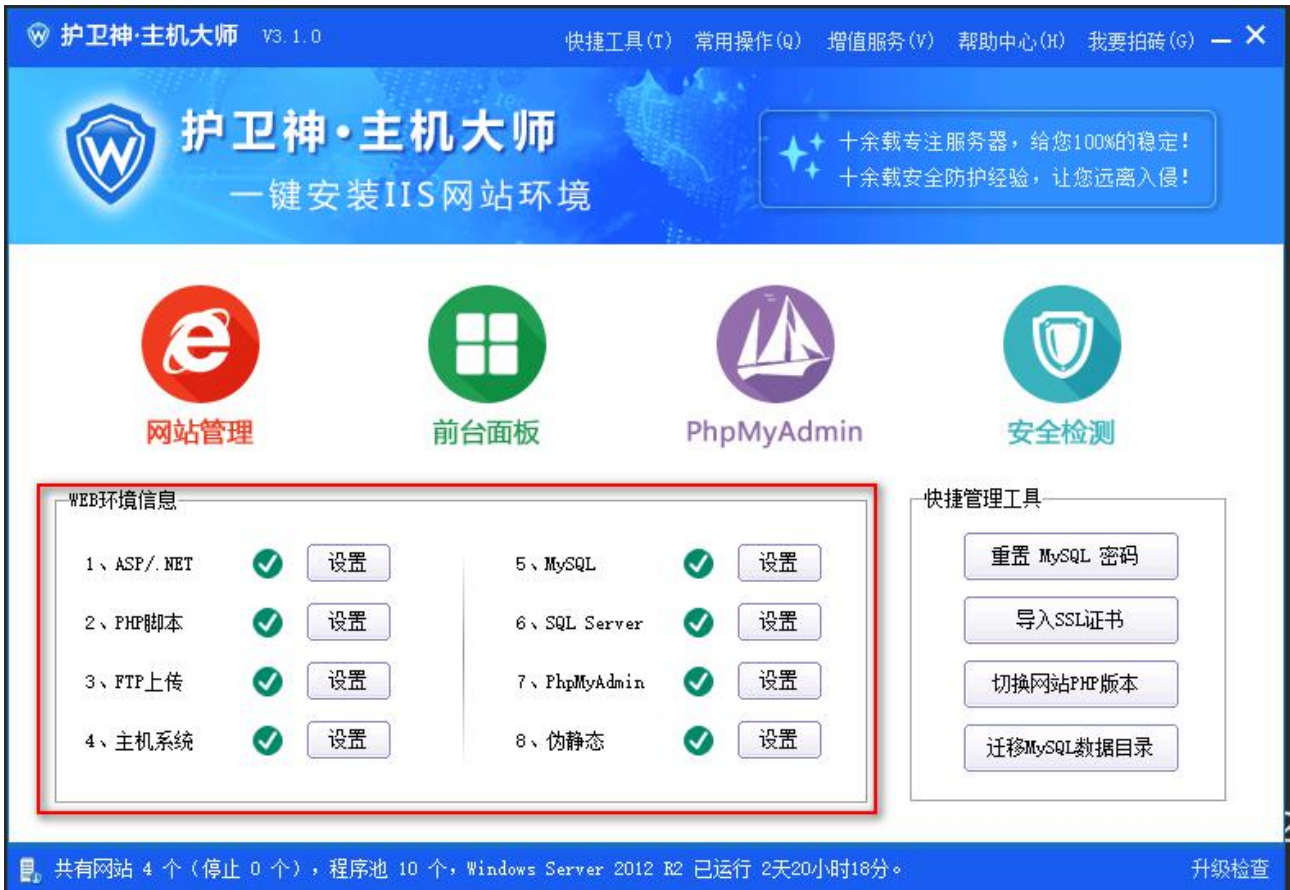 护卫神·主机大师 V3.1.0 快捷工具(T) 常用操作(Q) 增值服务(V) 帮助中心(H) 我要拍砖(G)
护卫神·主机大师
一键安装IIS网站环境
十余载专注服务器，给您100%的稳定！
十余载安全防护经验，让您远离入侵！
网站管理 前台面板 PhpMyAdmin 安全检测
WEB环境信息
1、ASP/.NET 设置 5、MySQL 设置
2、PHP脚本 设置 6、SQL Server 设置
3、FTP上传 设置 7、PhpMyAdmin 设置
4、主机系统 设置 8、伪静态 设置
快捷管理工具
重置 MySQL 密码
导入SSL证书
切换网站PHP版本
迁移MySQL数据目录
共有网站 4 个（停止 0 个），程序池 10 个，Windows Server 2012 R2 已运行 2天20小时18分。 升级检查